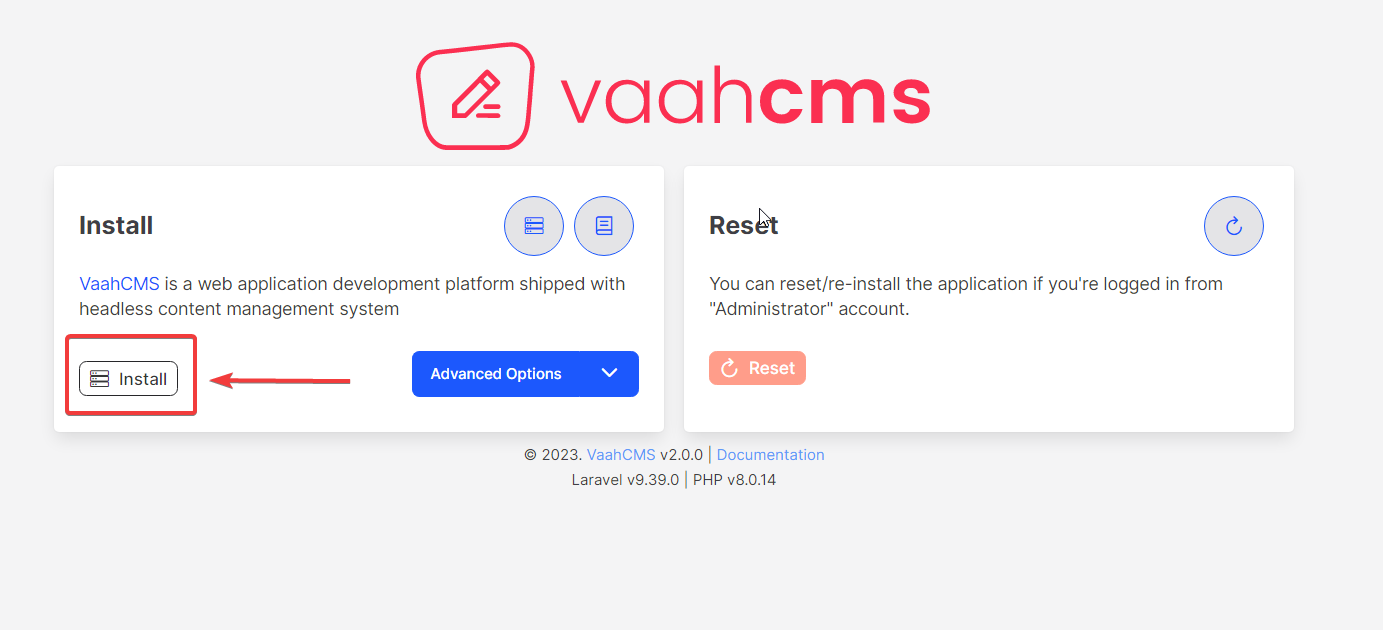 vaahcms
Install
VaahCMS is a web application development platform shipped with
headless content management system
Install
Advanced Options
Reset
You can reset/re-install the application if you're logged in from
"Administrator" account.
Reset
© 2023. VaahCMS v2.0.0 | Documentation
Laravel v9.39.0 | PHP v8.0.14